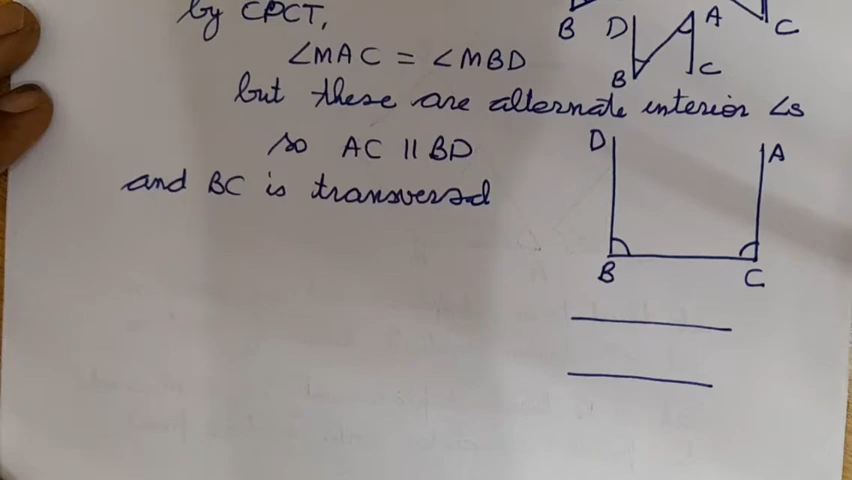 by CPCT,
B D A C
∠MAC = ∠MBD
B C
but these are alternate interior ∠s
so AC || BD
D A
and BC is transversal
B C